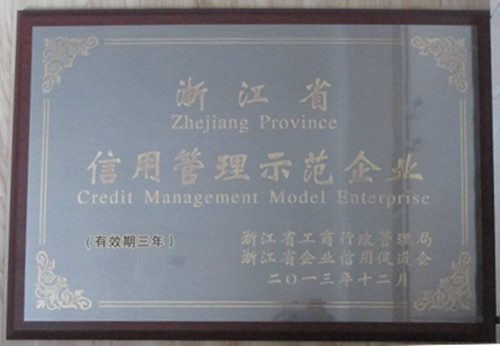 浙江省
Zhejiang Province
信用管理示范企业
Credit Management Model Enterprise
(有效期三年)
浙江省工商行政管理局
浙江省企业信用促进会
二〇一三年十二月